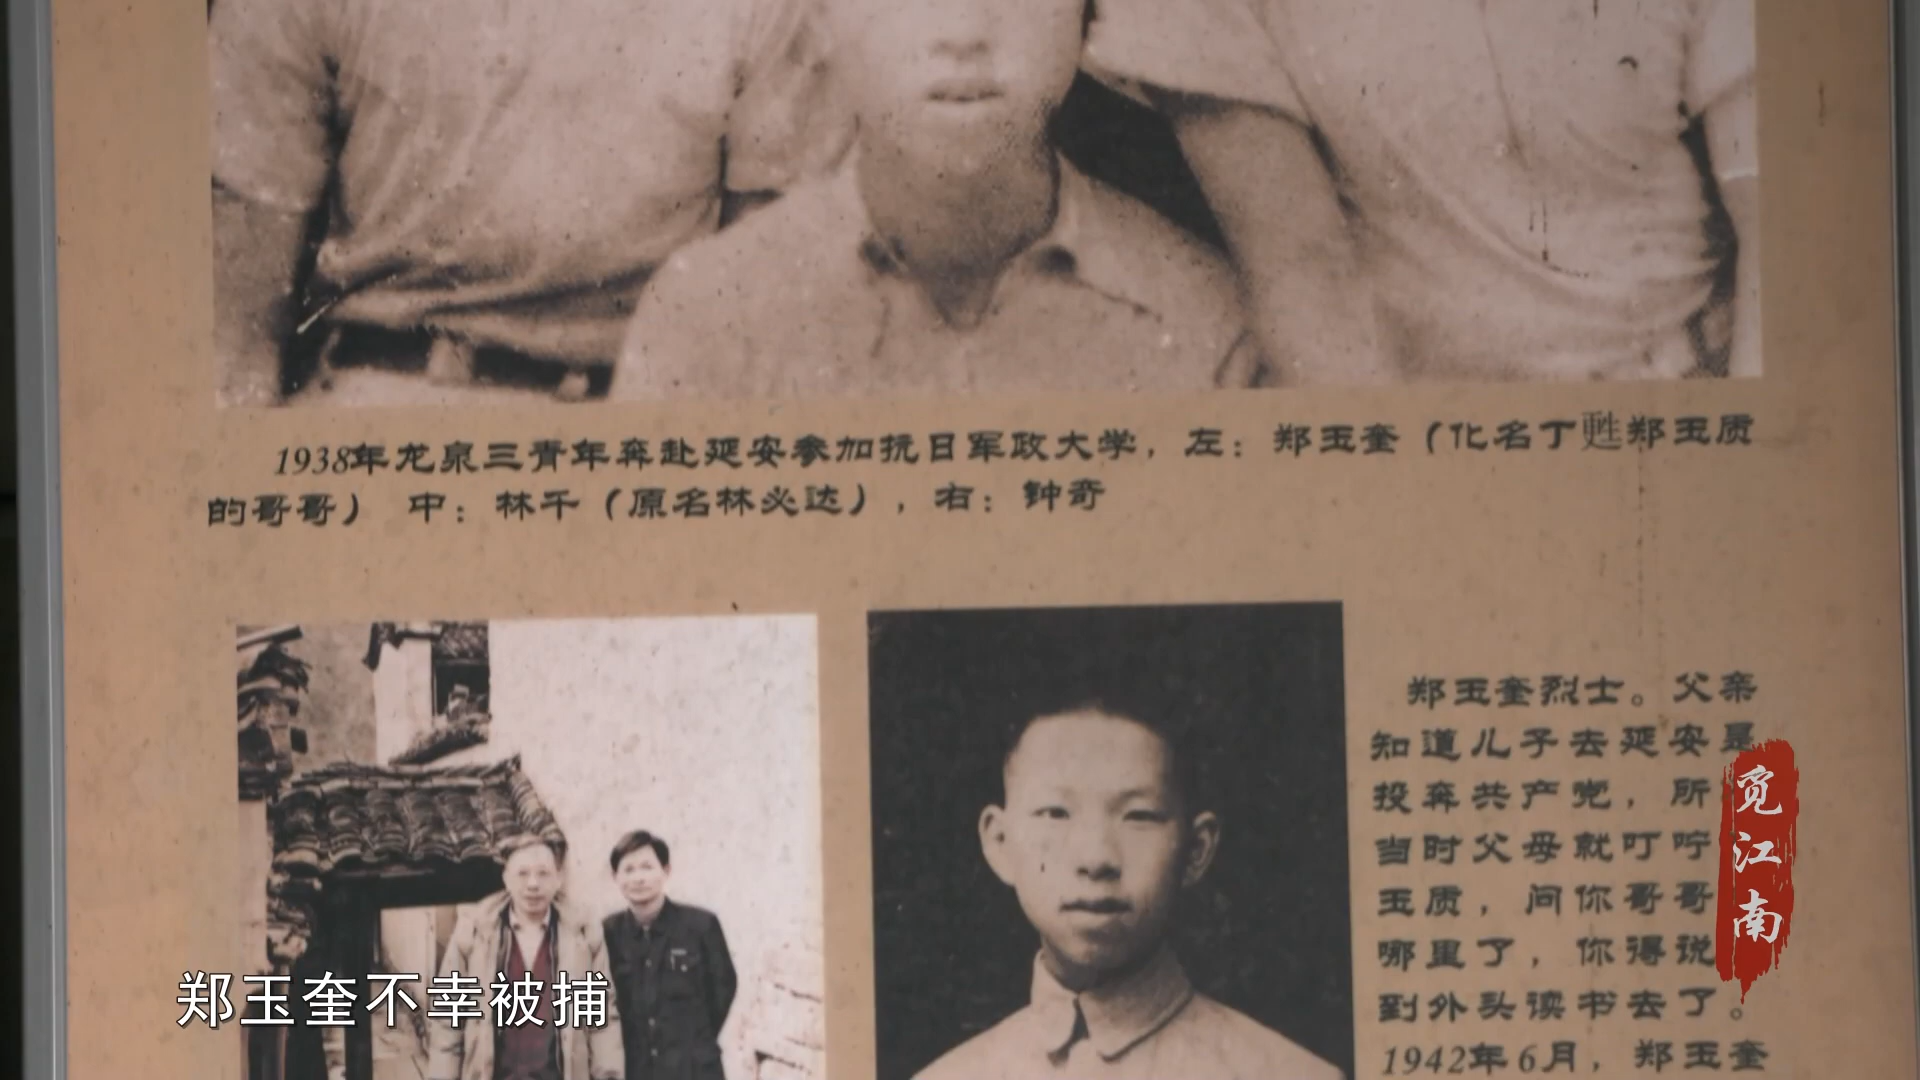 1938年龙泉三青年奔赴延安参加抗日军政大学，左：郑玉奎（化名丁甦郑玉质
的哥哥） 中：林千（原名林必达），右：钟奇
郑玉奎烈士。父亲
知道儿子去延安是
投奔共产党，所
当时父母就叮咛
玉质，问你哥哥
哪里了，你得说
到外头读书去了。
1942年6月，郑玉奎
觅江南
郑玉奎不幸被捕